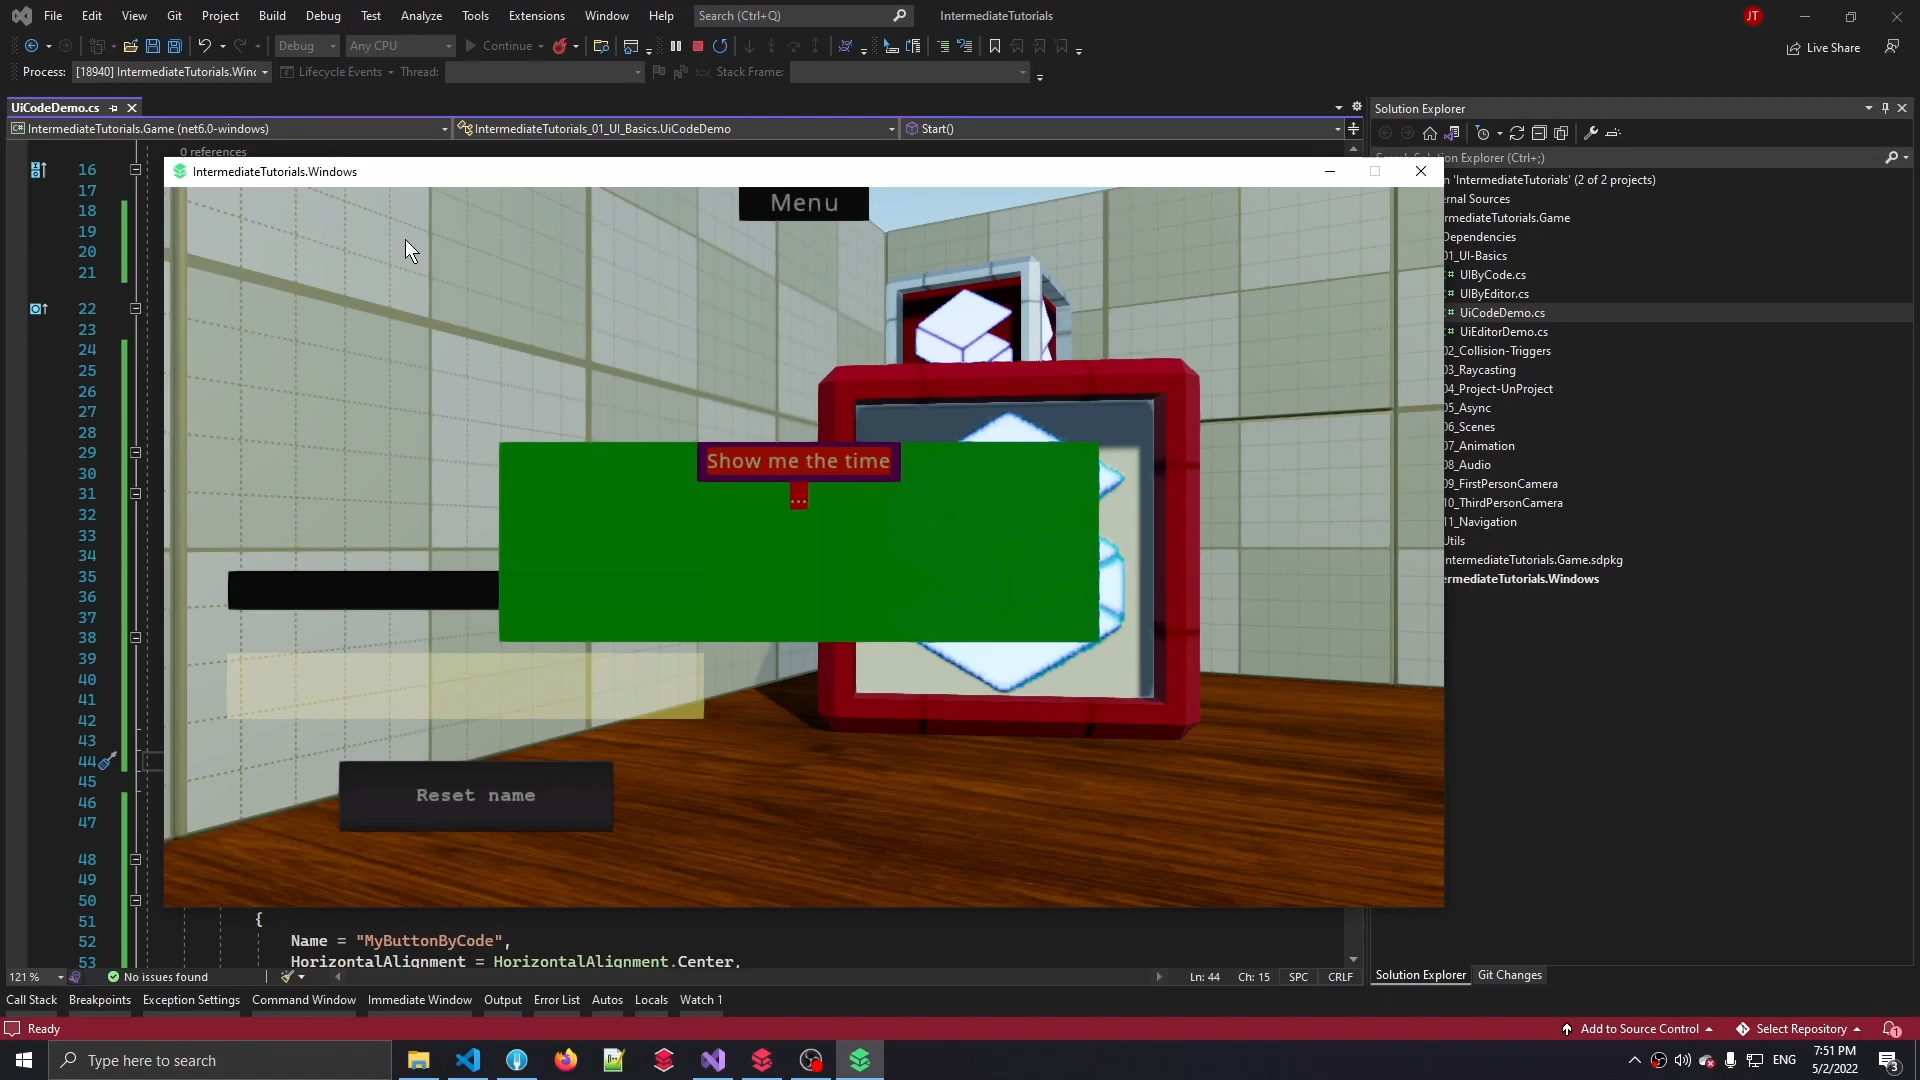 File Edit View Git Project Build Debug Test Analyze Tools Extensions Window Help Search (Ctrl+Q) IntermediateTutorials JT
Debug Any CPU Continue Live Share
Process: [18940] IntermediateTutorials.Winc Lifecycle Events Thread: Stack Frame:
UiCodeDemo.cs Solution Explorer
C# IntermediateTutorials.Game (net6.0-windows) IntermediateTutorials_01_UI_Basics.UiCodeDemo Start()
0 references
Solution Explorer (Ctrl+;)
16
17
18
19
20
21
22
23
24
25
26
27
28
29
30
31
32
33
34
35
36
37
38
39
40
41
42
43
44
45
46
47
48
49
50
51
52
53
IntermediateTutorials.Windows
Menu
Show me the time
...
Reset name
{
Name = "MyButtonByCode",
HorizontalAlignment = HorizontalAlignment.Center,
'IntermediateTutorials' (2 of 2 projects)
rnal Sources
rmediateTutorials.Game
Dependencies
01_UI-Basics
UIByCode.cs
UIByEditor.cs
UiCodeDemo.cs
UiEditorDemo.cs
02_Collision-Triggers
03_Raycasting
04_Project-UnProject
05_Async
06_Scenes
07_Animation
08_Audio
09_FirstPersonCamera
10_ThirdPersonCamera
11_Navigation
Utils
ntermediateTutorials.Game.sdpkg
ermediateTutorials.Windows
121 % No issues found Ln: 44 Ch: 15 SPC CRLF
Solution Explorer Git Changes
Call Stack Breakpoints Exception Settings Command Window Immediate Window Output Error List Autos Locals Watch 1
Ready Add to Source Control Select Repository 1
Type here to search
ENG
7:51 PM
5/2/2022
3